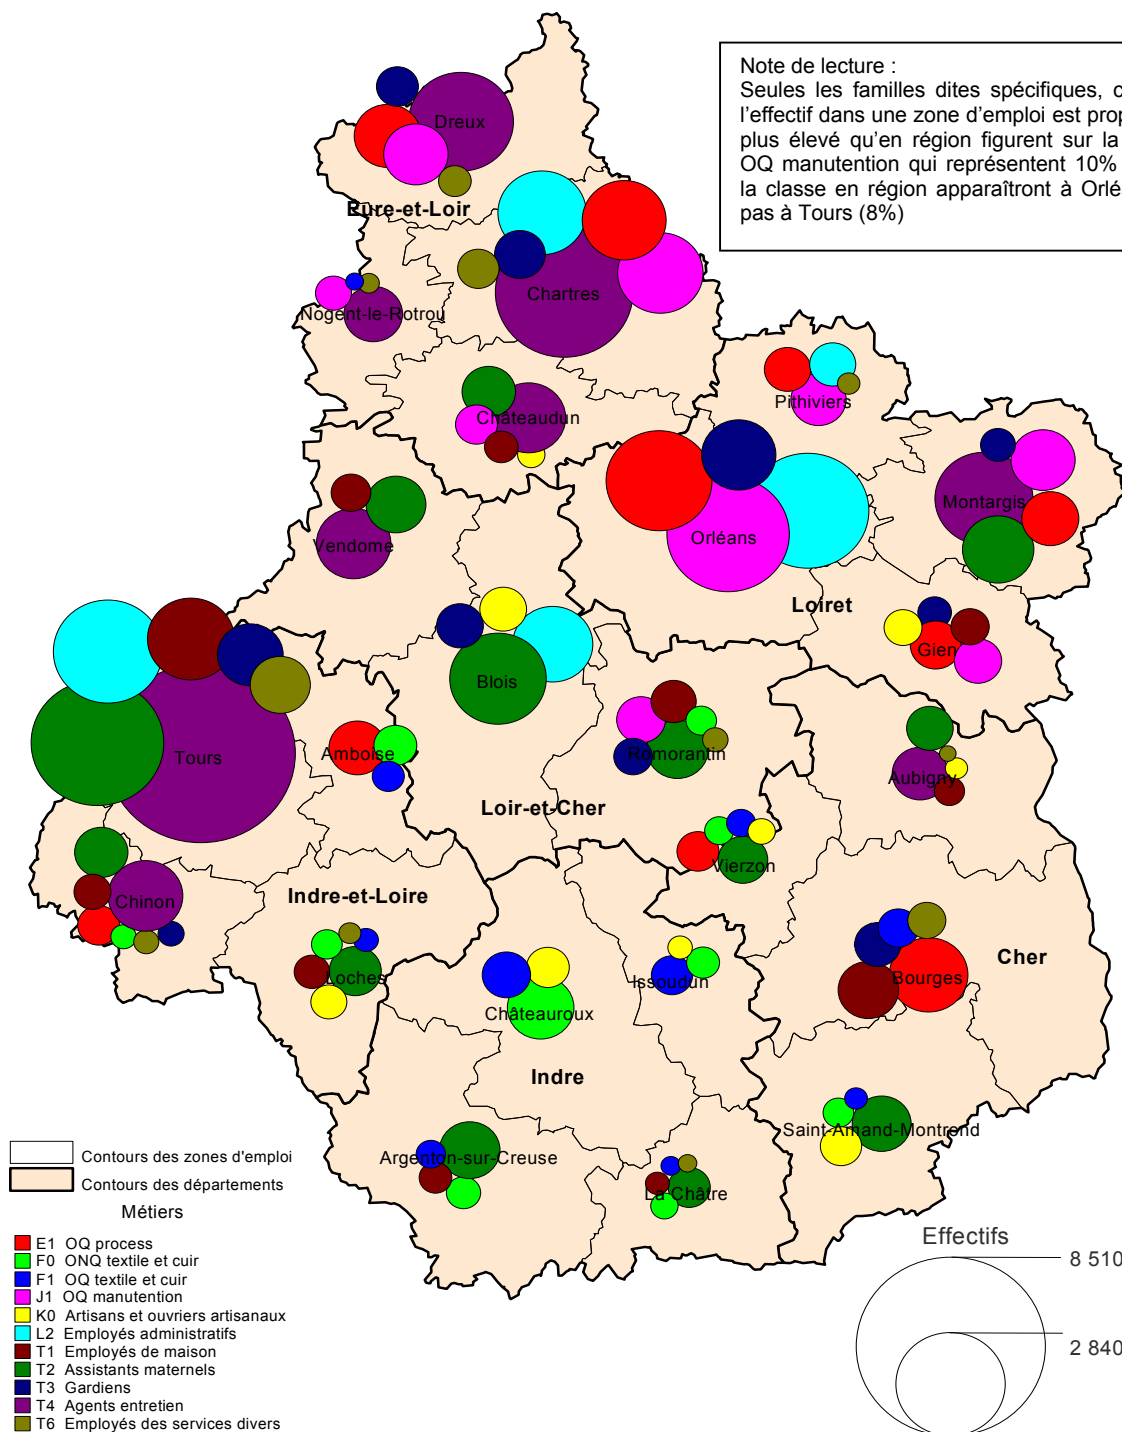 Note de lecture :
Seules les familles dites spécifiques, 
l'effectif dans une zone d'emploi est 
plus élevé qu'en région figurent sur la
OQ manutention qui représentent 10%
la classe en région apparaîtront à
pas à Tours (8%)
Dreux
Eure-et-Loir
Chartres
Nogent-le-Rotrou
Châteaudun
Pithiviers
Montargis
Orléans
Vendome
Loiret
Gien
Blois
Tours
Amboise
Romorantin
Aubigny
Loir-et-Cher
Vierzon
Chinon
Indre-et-Loire
Loches
Issoudun
Bourges
Cher
Châteauroux
Indre
Saint-Amand-Montrond
Argenton-sur-Creuse
La Châtre
Contours des zones d'emploi
Contours des départements
Métiers
E1 OQ process
F0 ONQ textile et cuir
F1 OQ textile et cuir
J1 OQ manutention
K0 Artisans et ouvriers artisanaux
L2 Employés administratifs
T1 Employés de maison
T2 Assistants maternels
T3 Gardiens
T4 Agents entretien
T6 Employés des services divers
Effectifs
8 510
2 840